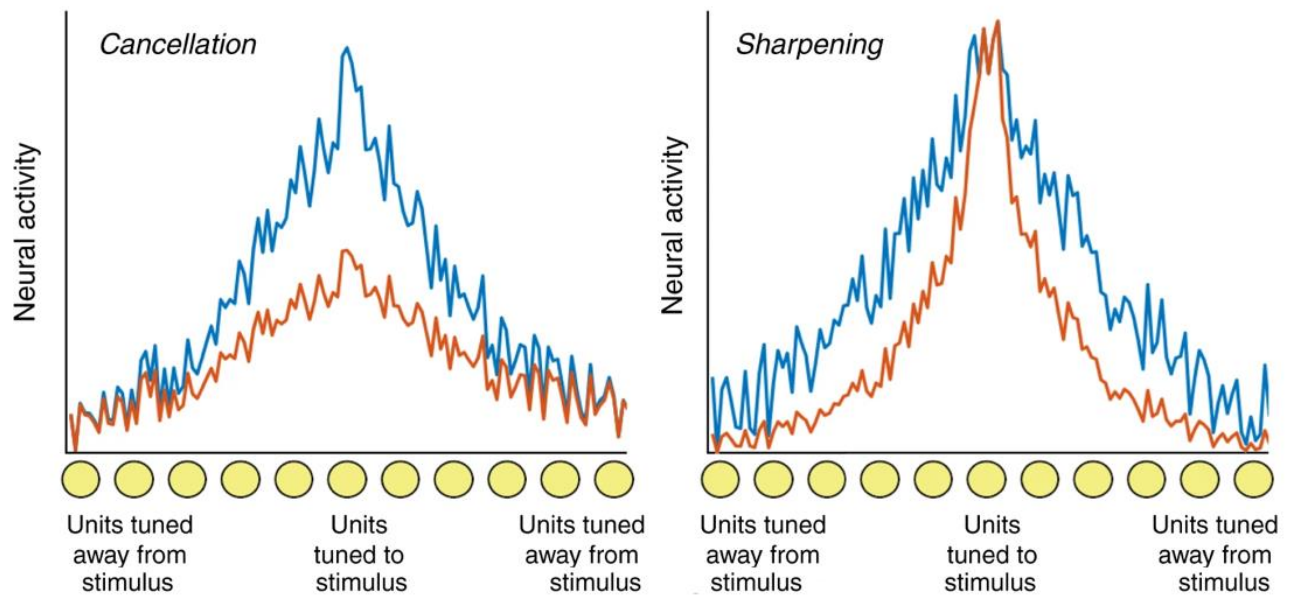 Cancellation
Neural activity
Units tuned
away from
stimulus
Units
tuned to
stimulus
Units tuned
away from
stimulus
Sharpening
Neural activity
Units tuned
away from
stimulus
Units
tuned to
stimulus
Units tuned
away from
stimulus